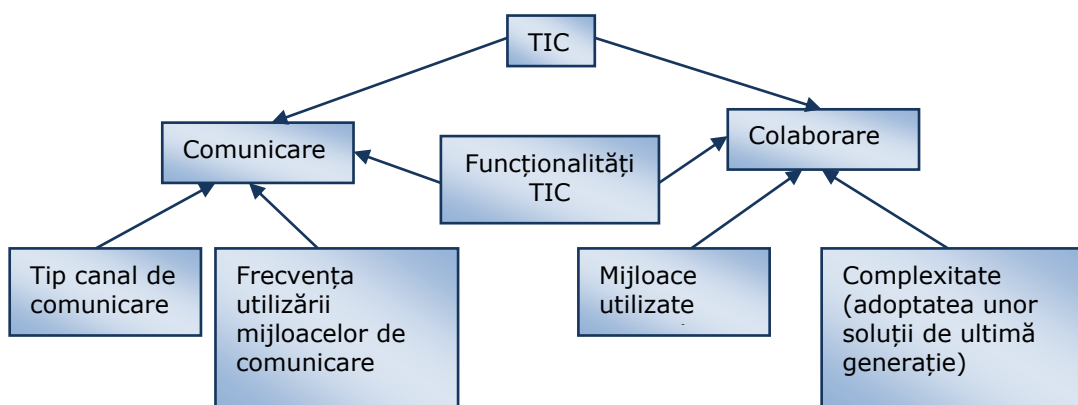 TIC
Comunicare
Funcționalități
TIC
Colaborare
Tip canal de
comunicare
Frecvența
utilizării
mijloacelor de
comunicare
Mijloace
utilizate
Complexitate
(adoptatea unor
soluții de ultimă
generație)